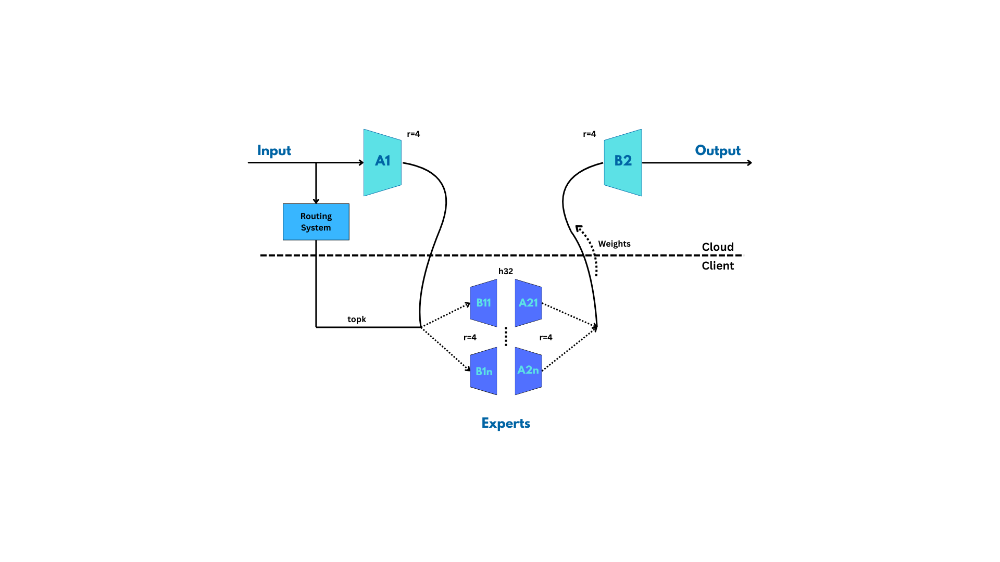 r=4
r=4
Input
Output
A1
B2
Routing
System
Weights
Cloud
Client
h32
B11
A21
topk
r=4
r=4
B1n
A2n
Experts